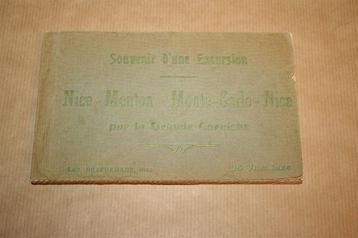 Souvenir d'une Excursion
Nice - Menton - Monte-Carlo - Nice
par la Grande Corniche